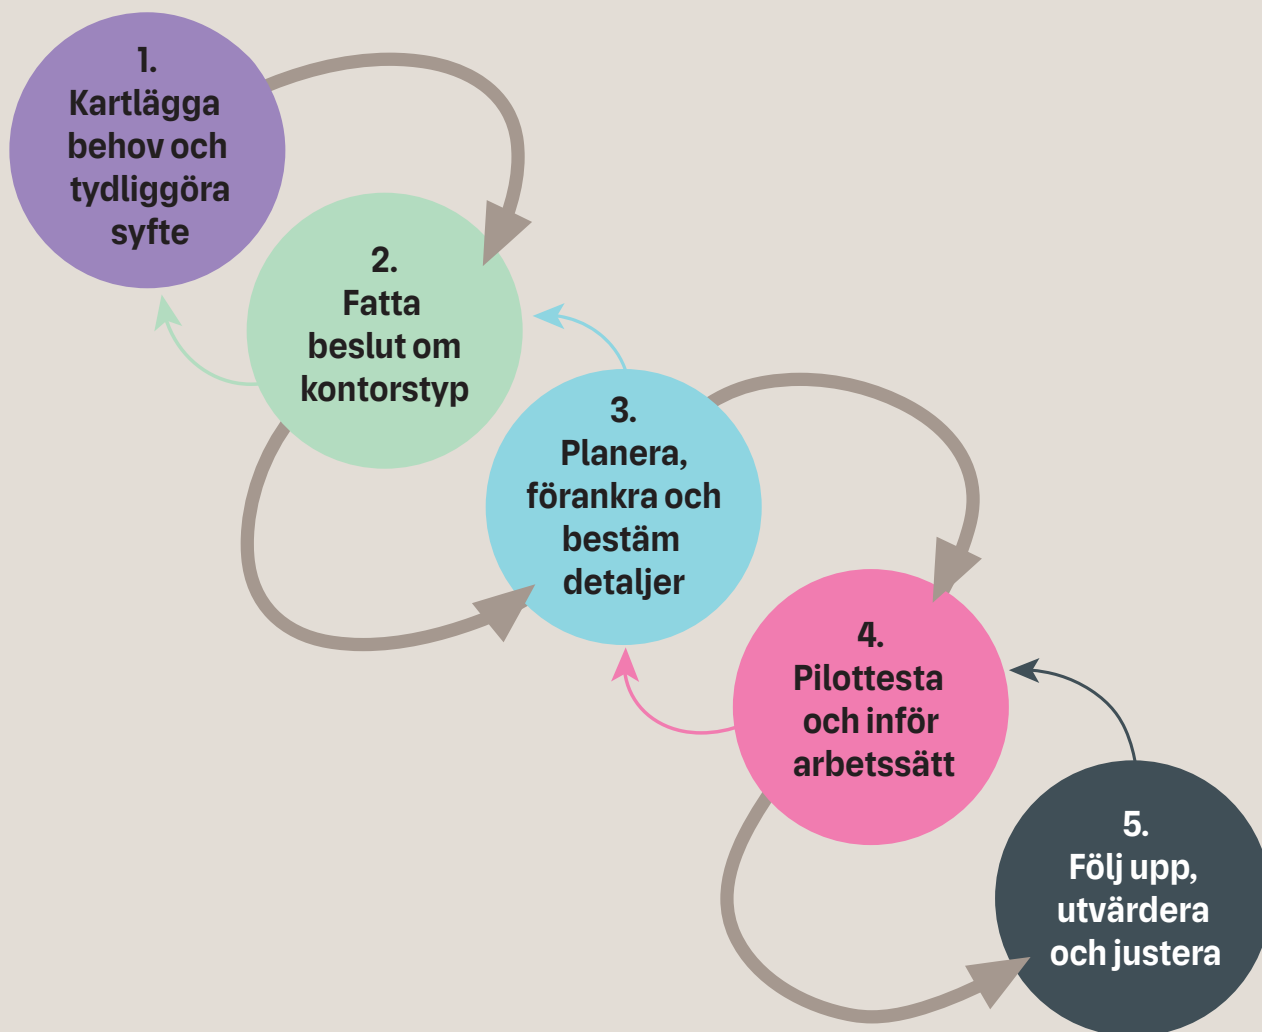 1.
Kartlägga
behov och
tydliggöra
syfte
2.
Fatta
beslut om
kontorstyp
3.
Planera,
förankra och
bestäm
detaljer
4.
Pilottesta
och inför
arbetssätt
5.
Följ upp,
utvärdera
och justera